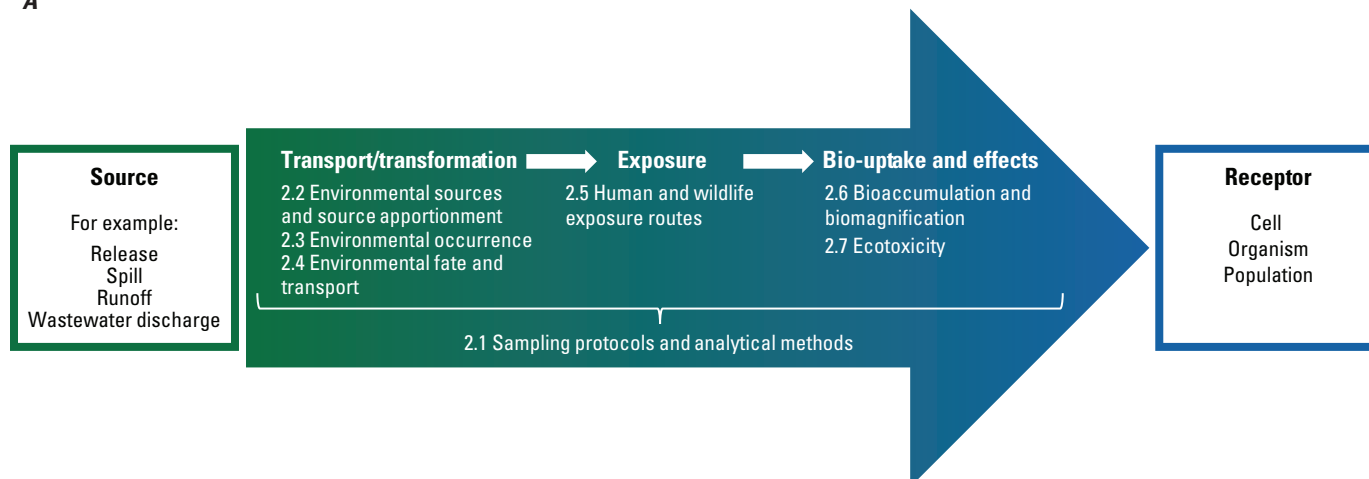 A
Source
For example:
Release
Spill
Runoff
Wastewater discharge
Transport/transformation
2.2 Environmental sources
and source apportionment
2.3 Environmental occurrence
2.4 Environmental fate and
transport
Exposure
2.5 Human and wildlife
exposure routes
Bio-uptake and effects
2.6 Bioaccumulation and
biomagnification
2.7 Ecotoxicity
2.1 Sampling protocols and analytical methods
Receptor
Cell
Organism
Population